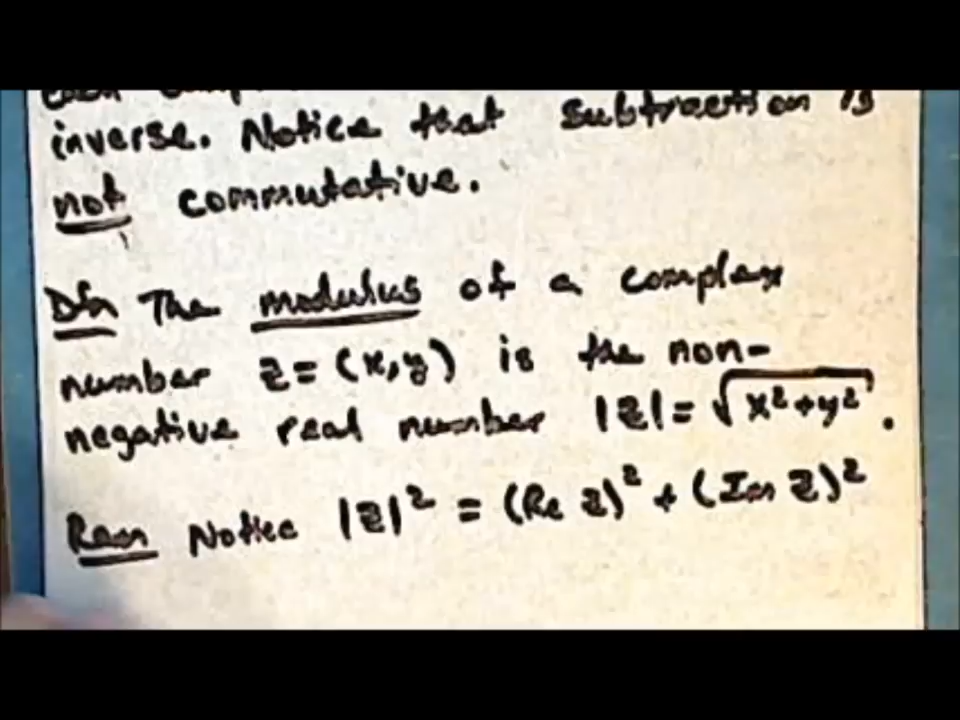 inverse. Notice that subtraction is
not commutative.
Dfn The modulus of a complex
number z = (x,y) is the non-
negative real number |z| = √x²+y².
Rem Notice |z|² = (Re z)² + (Im z)²